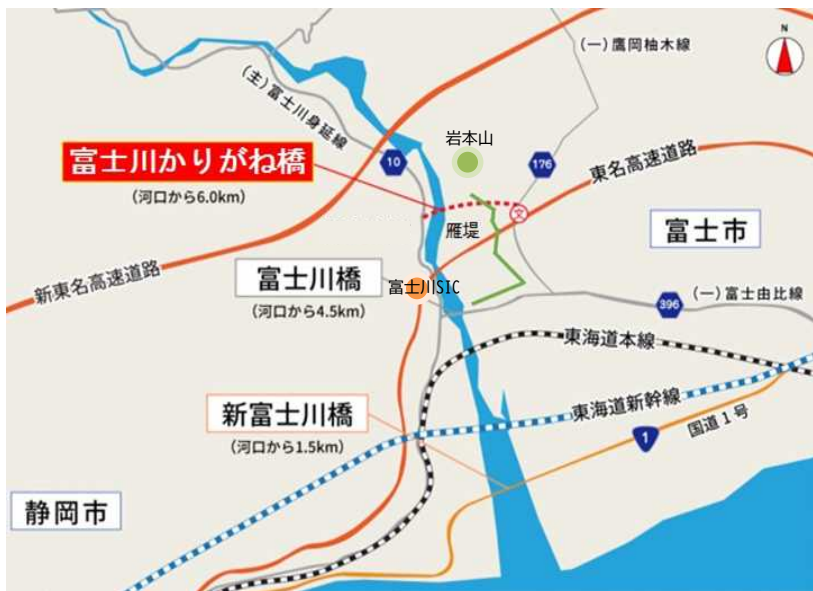 N
(一)鷹岡柚木線
(主)富士川身延線
岩本山
富士川かりがね橋
(河口から6.0km)
10
176
東名高速道路
文
雁堤
富士市
新東名高速道路
富士川橋
(河口から4.5km)
富士川SIC
396
(一)富士由比線
東海道本線
新富士川橋
(河口から1.5km)
東海道新幹線
国道1号
1
静岡市